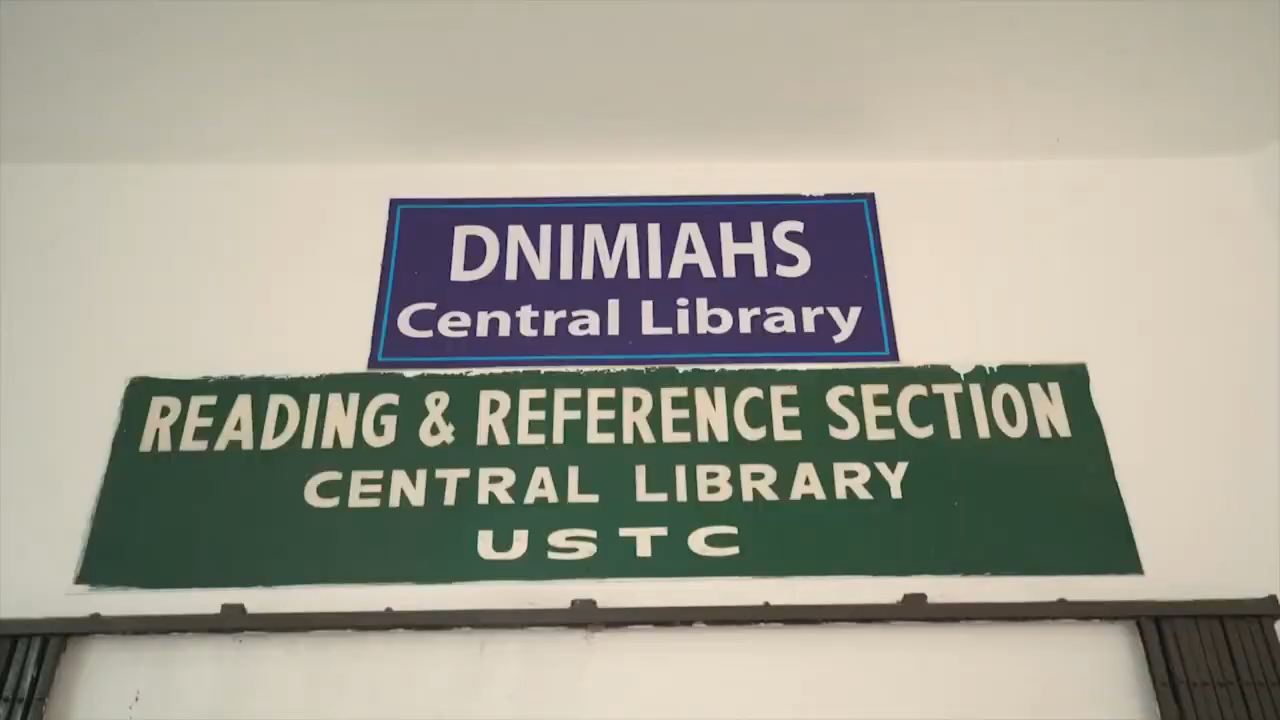 DNIMIAHS
Central Library
READING & REFERENCE SECTION
CENTRAL LIBRARY
USTC